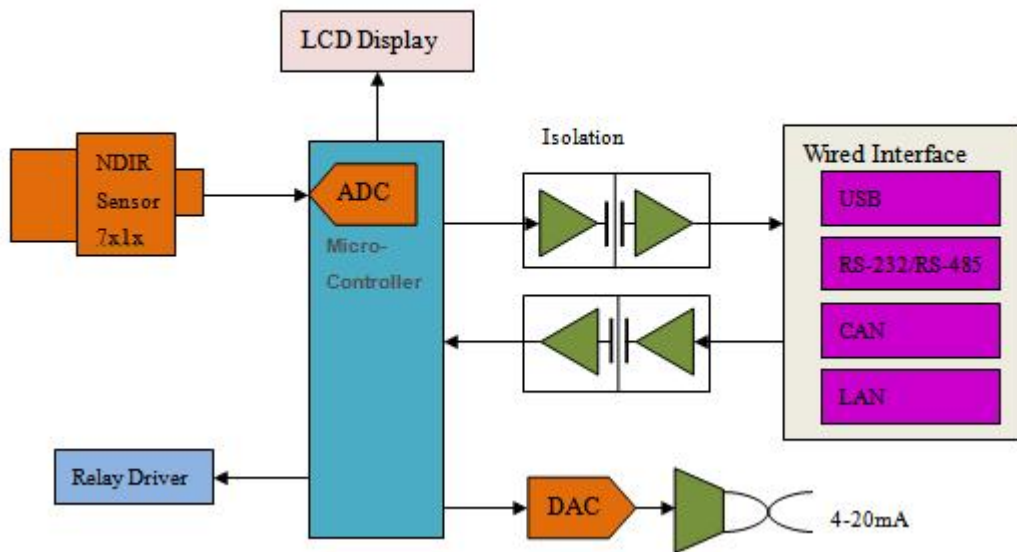 LCD Display
NDIR
Sensor
7x1x
ADC
Micro-
Controller
Isolation
Wired Interface
USB
RS-232/RS-485
CAN
LAN
Relay Driver
DAC
4-20mA